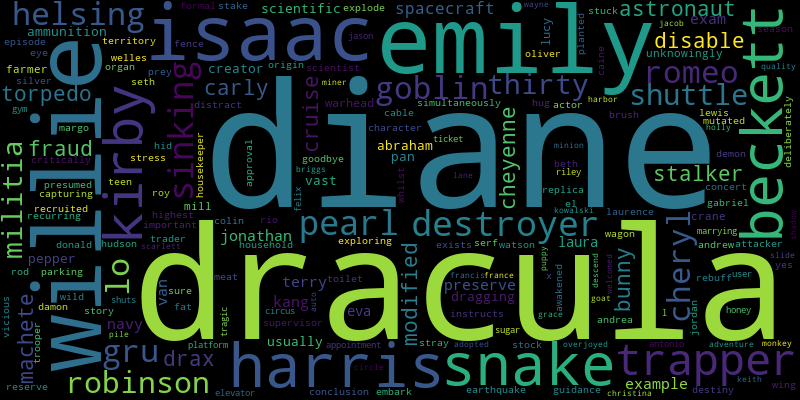 helsing isaac emily spacecraft astronaut
formal stake scientific explode wayne stuck jacob season
ammunition territory fence lucy planted disable
episode eye welles origin jason oliver exam
farmer organ prey creator scientist goblin thirty unknowingly caine romeo
silver seth carly cruise warhead simultaneously shuttle quality
torpedo miner hug actor harbor
gym distract cable brush lewis mutated beckett deliberately
willie kirby sinking diane character ticket holly
margo fraud housekeeper abraham minion demon
critically hid stress approval goodbye pan cheyenne beth riley stalker
militia presumed teen briggs vast lane replica concert
capturing roy felix whilst el kowalski gabriel
recruited mill pearl destroyer laurence crane
recurring highest important colin rio wagon marrying shadon
donald hudson trader jonathan exploring exists serf watson laura andrew attacker
pepper household modified puppy cheryl rebuff user slide
rod parking lo van scarlett terry toilet preserve x descend bunny yes
damon wild sure meat dracula francis france welcomed
machete shuts story fat kang eva dragging awakened goat honey
vicious trooper navy tragic circus auto instructs grace l jordan
pile platform supervisor sugar andrea
gru drax usually appointment stray adopted stock overjoyed antonio adventure monkey
robinson harris circle snake trapper
reserve elevator conclusion embark earthquake guidance example christina destiny keith wing